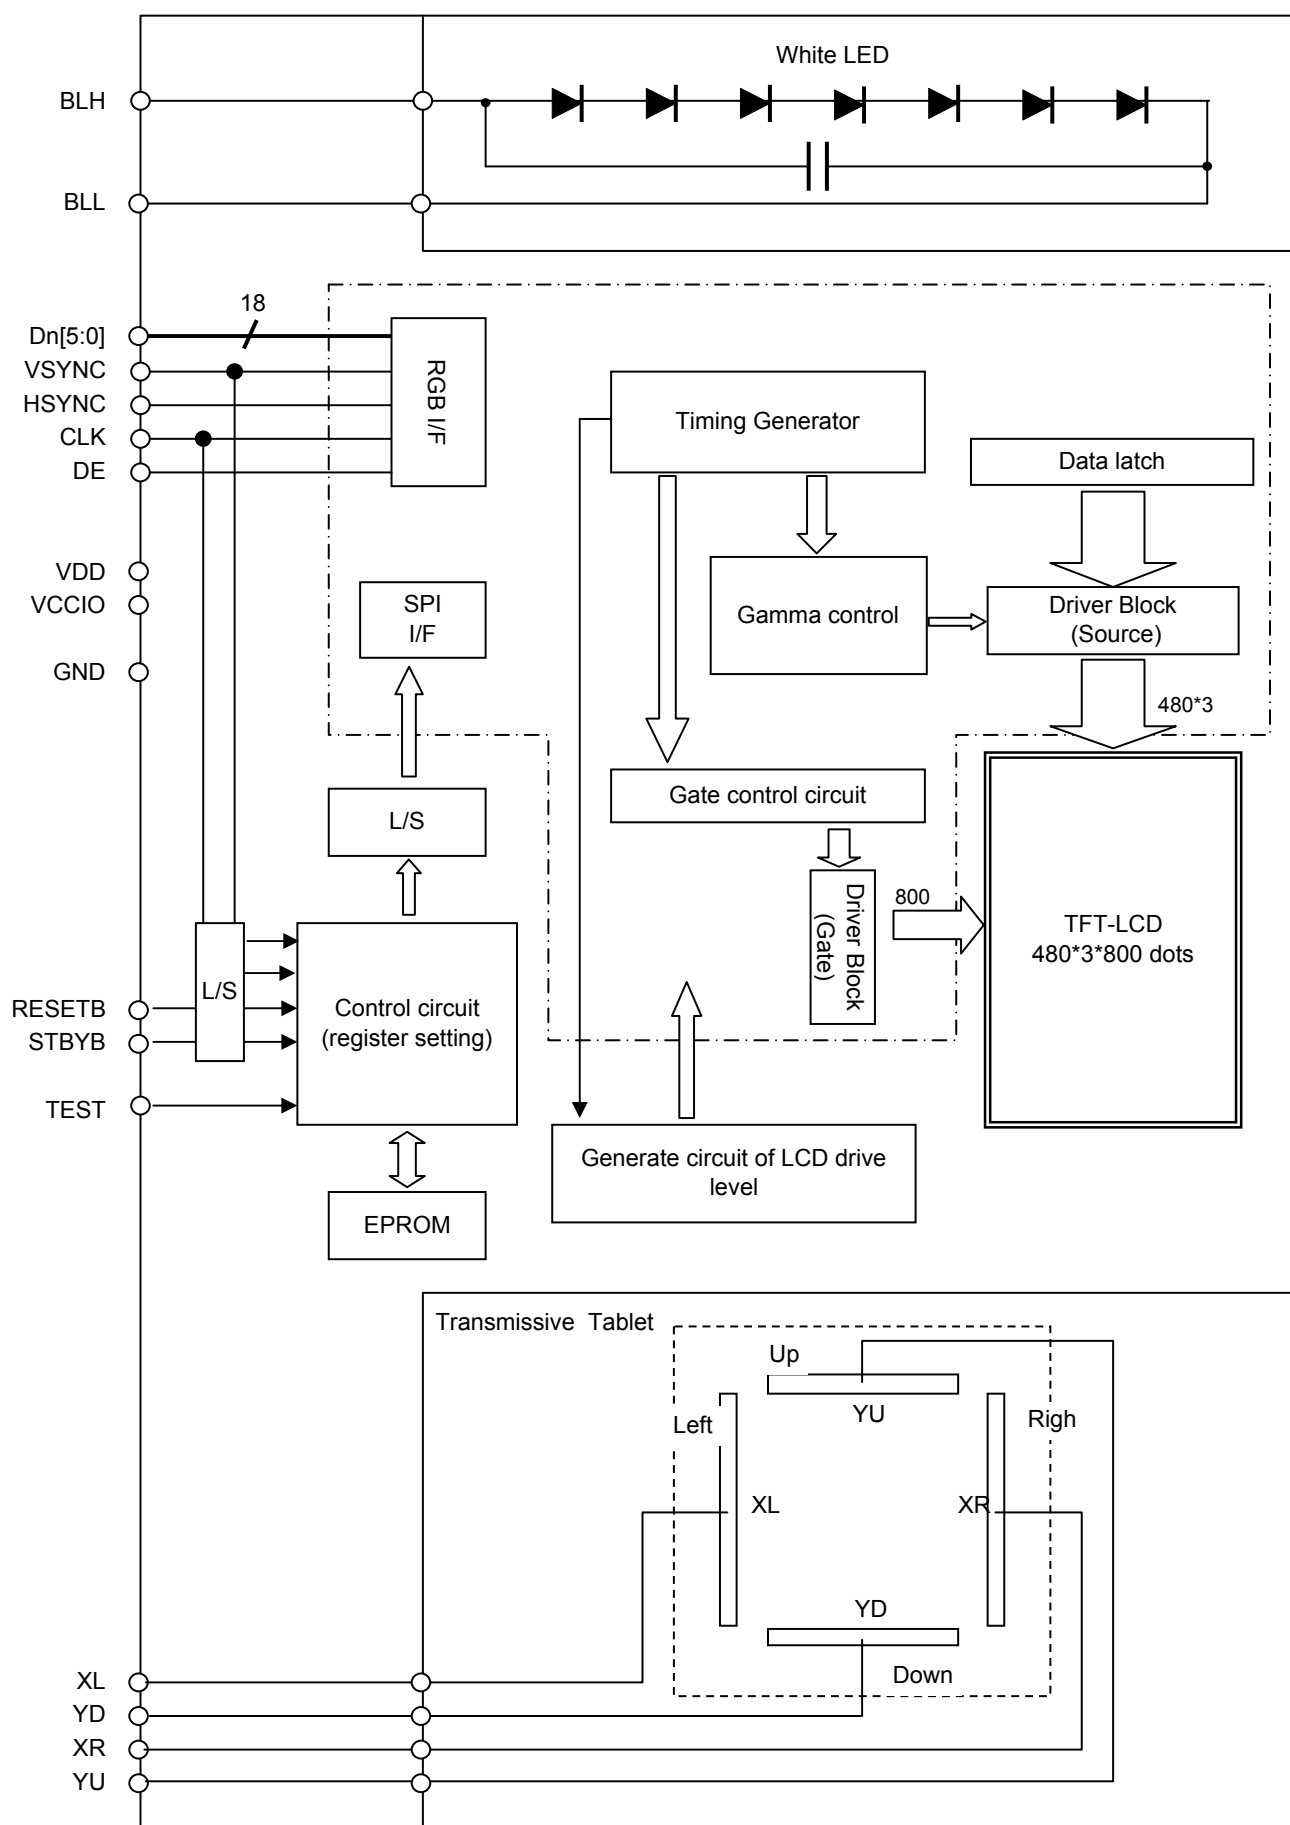 White LED
BLH
BLL
18
Dn[5:0]
VSYNC
HSYNC
CLK
DE
RGB I/F
Timing Generator
Data latch
VDD
VCCIO
GND
SPI
I/F
Gamma control
Driver Block
(Source)
480*3
Gate control circuit
L/S
Driver Block
(Gate)
800
TFT-LCD
480*3*800 dots
L/S
RESETB
STBYB
TEST
Control circuit
(register setting)
Generate circuit of LCD drive
level
EPROM
Transmissive Tablet
Up
YU
Left
Righ
XL
XR
YD
Down
XL
YD
XR
YU